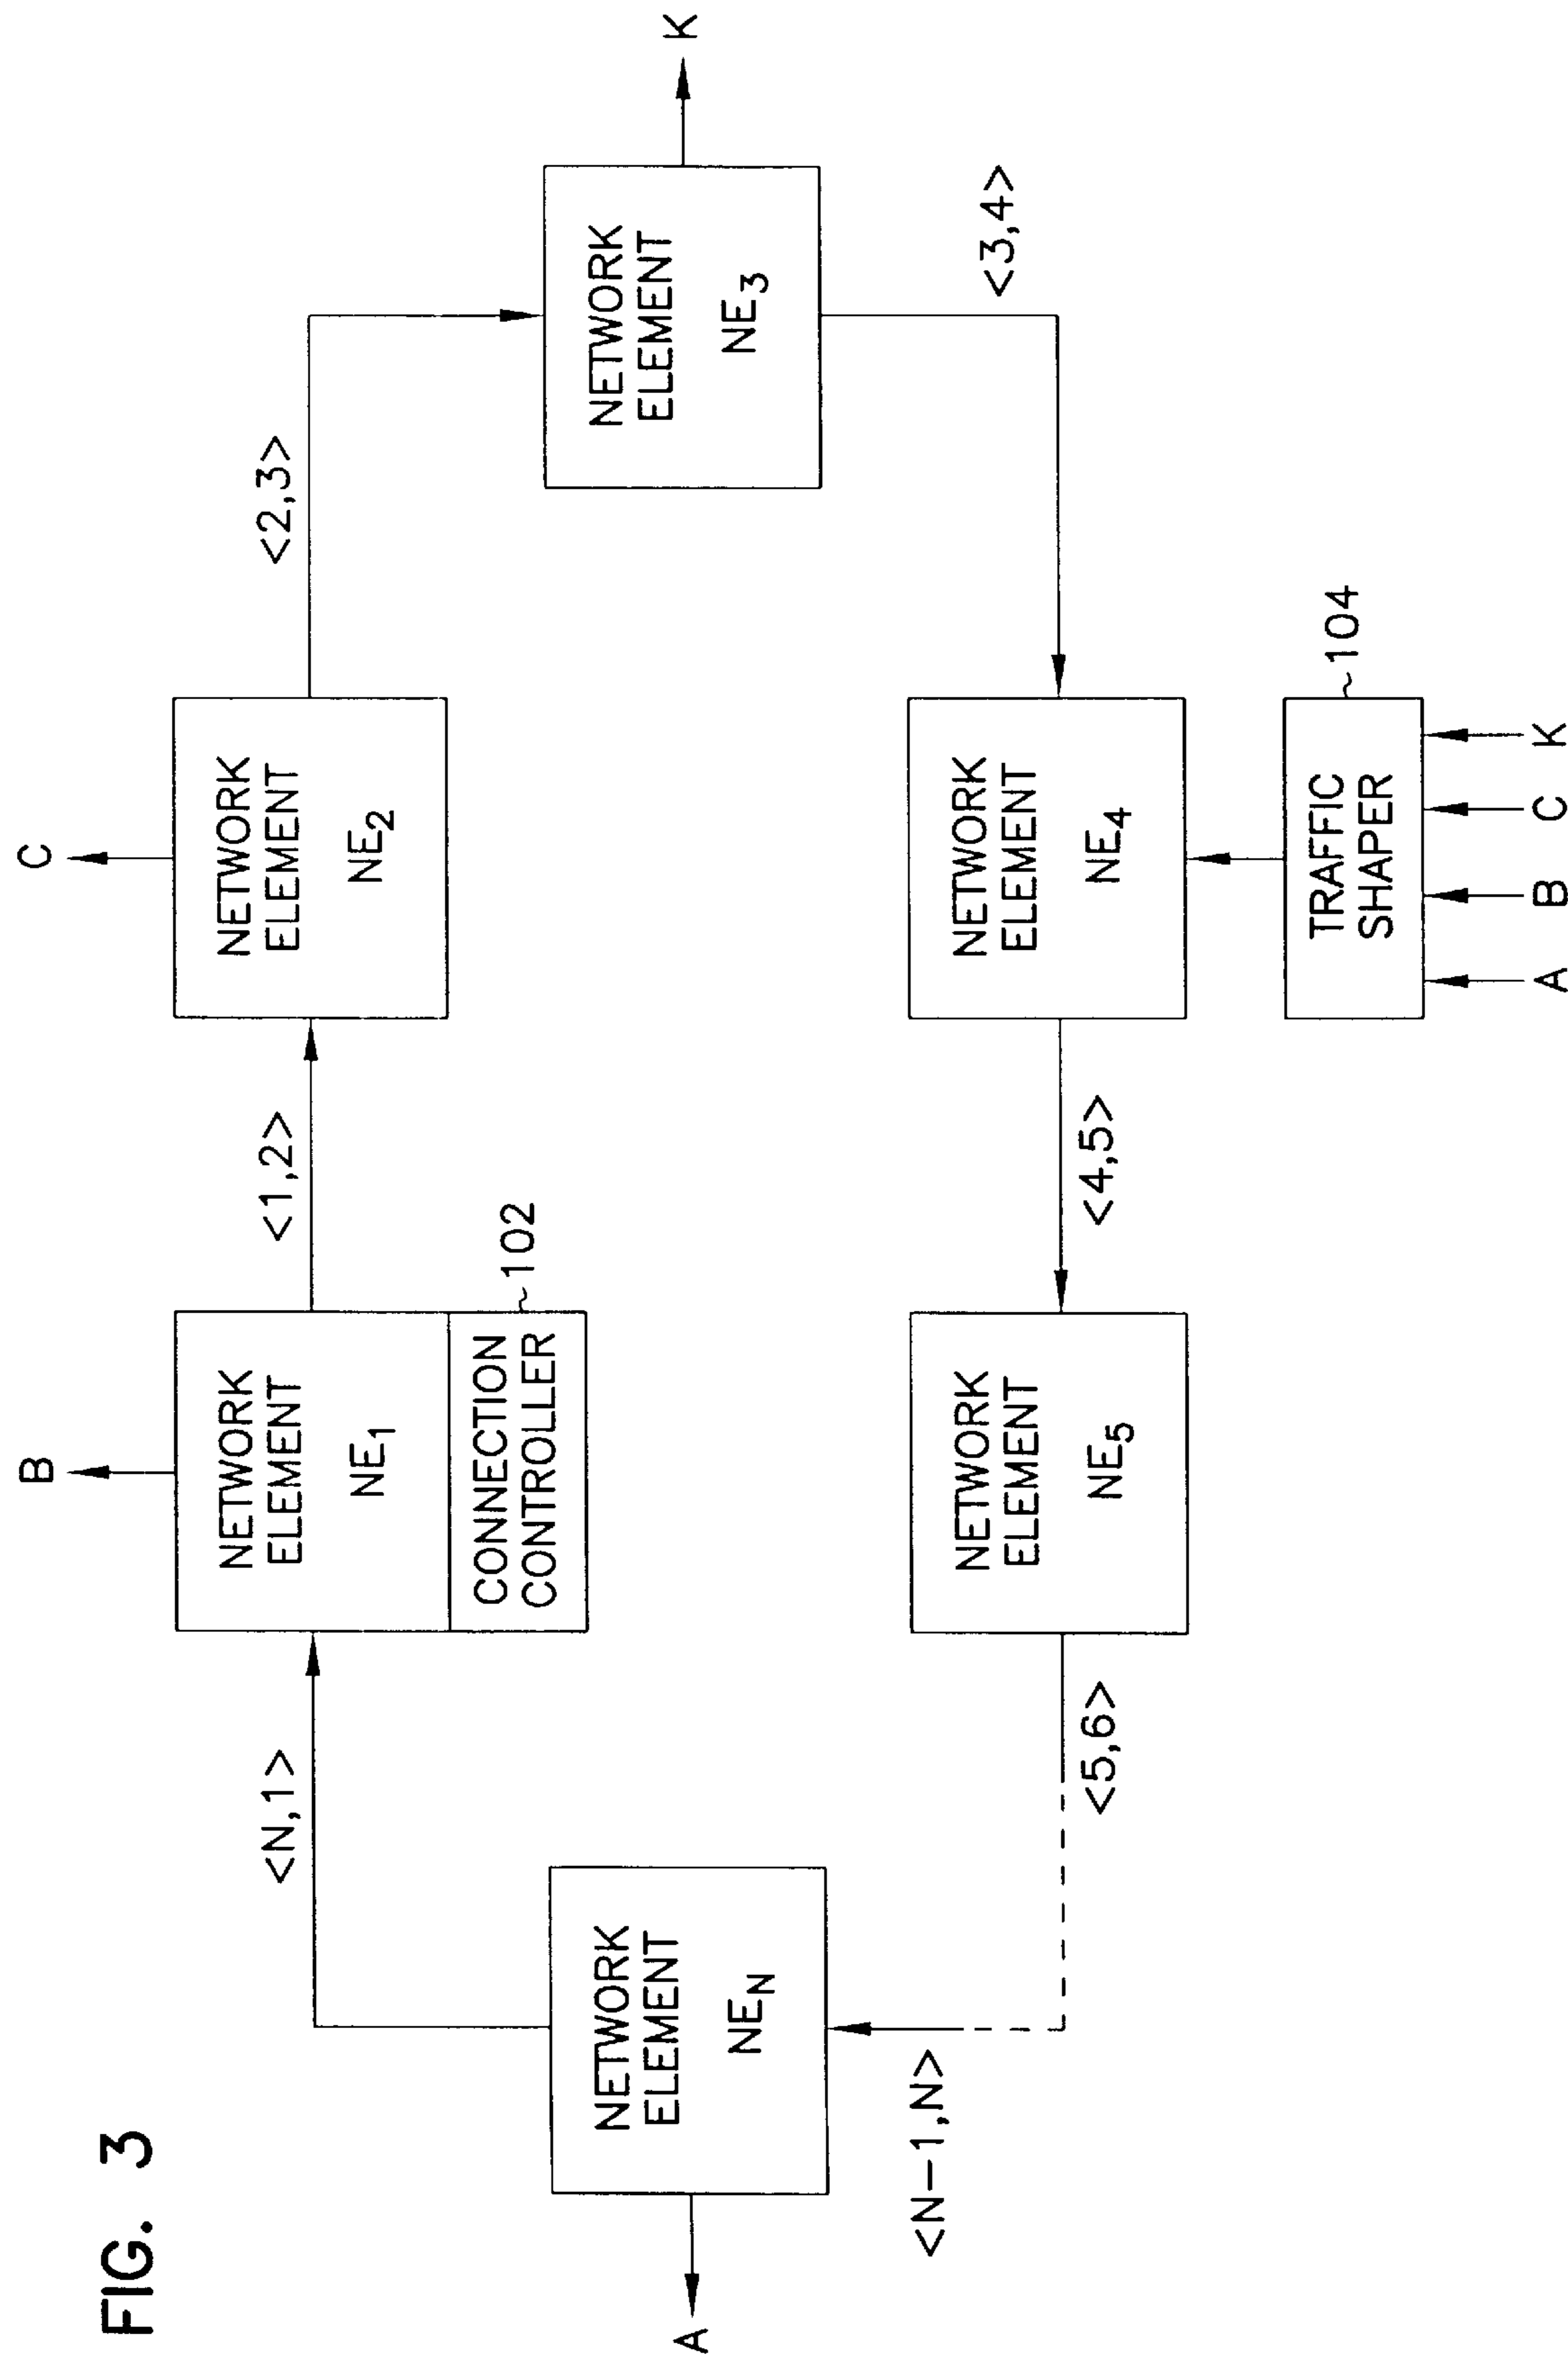 FIG. 3
B
C
<N,1>
<1,2>
<2,3>
NETWORK
ELEMENT
NE1
CONNECTION
CONTROLLER
102
NETWORK
ELEMENT
NE2
NETWORK
ELEMENT
NEN
A
NETWORK
ELEMENT
NE3
K
<N-1,N>
<5,6>
<4,5>
<3,4>
NETWORK
ELEMENT
NE5
NETWORK
ELEMENT
NE4
TRAFFIC
SHAPER
104
A
B
C
K